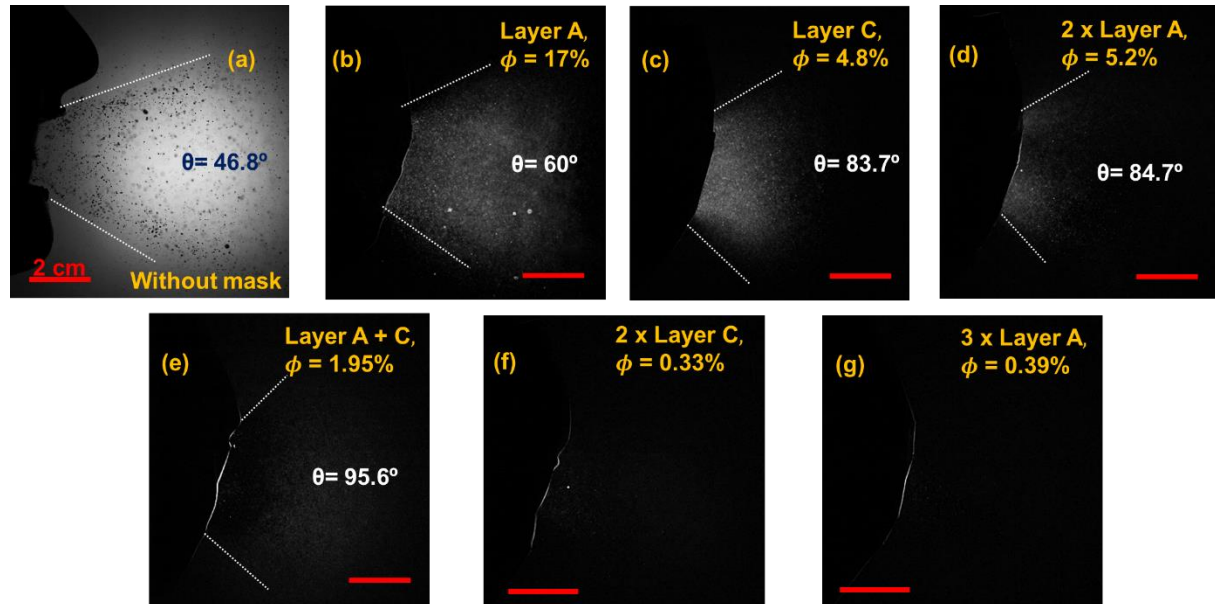 (a)
θ= 46.8º
2 cm
Without mask
(b)
Layer A,
ϕ = 17%
θ= 60º
(c)
Layer C,
ϕ = 4.8%
θ= 83.7º
(d)
2 x Layer A,
ϕ = 5.2%
θ= 84.7º
(e)
Layer A + C,
ϕ = 1.95%
θ= 95.6º
(f)
2 x Layer C,
ϕ = 0.33%
(g)
3 x Layer A,
ϕ = 0.39%